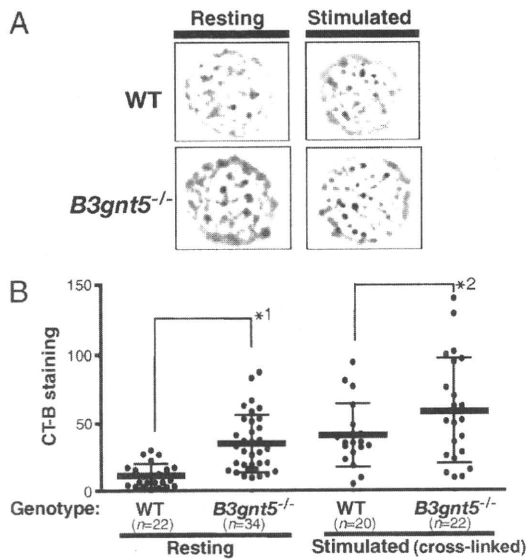 A
Resting Stimulated
WT
B3gnt5-/-
B
150
*1
*2
100
50
0
CT-B staining
Genotype: WT B3gnt5-/- WT B3gnt5-/-
(n=22) (n=34) (n=20) (n=22)
Resting Stimulated (cross-linked)